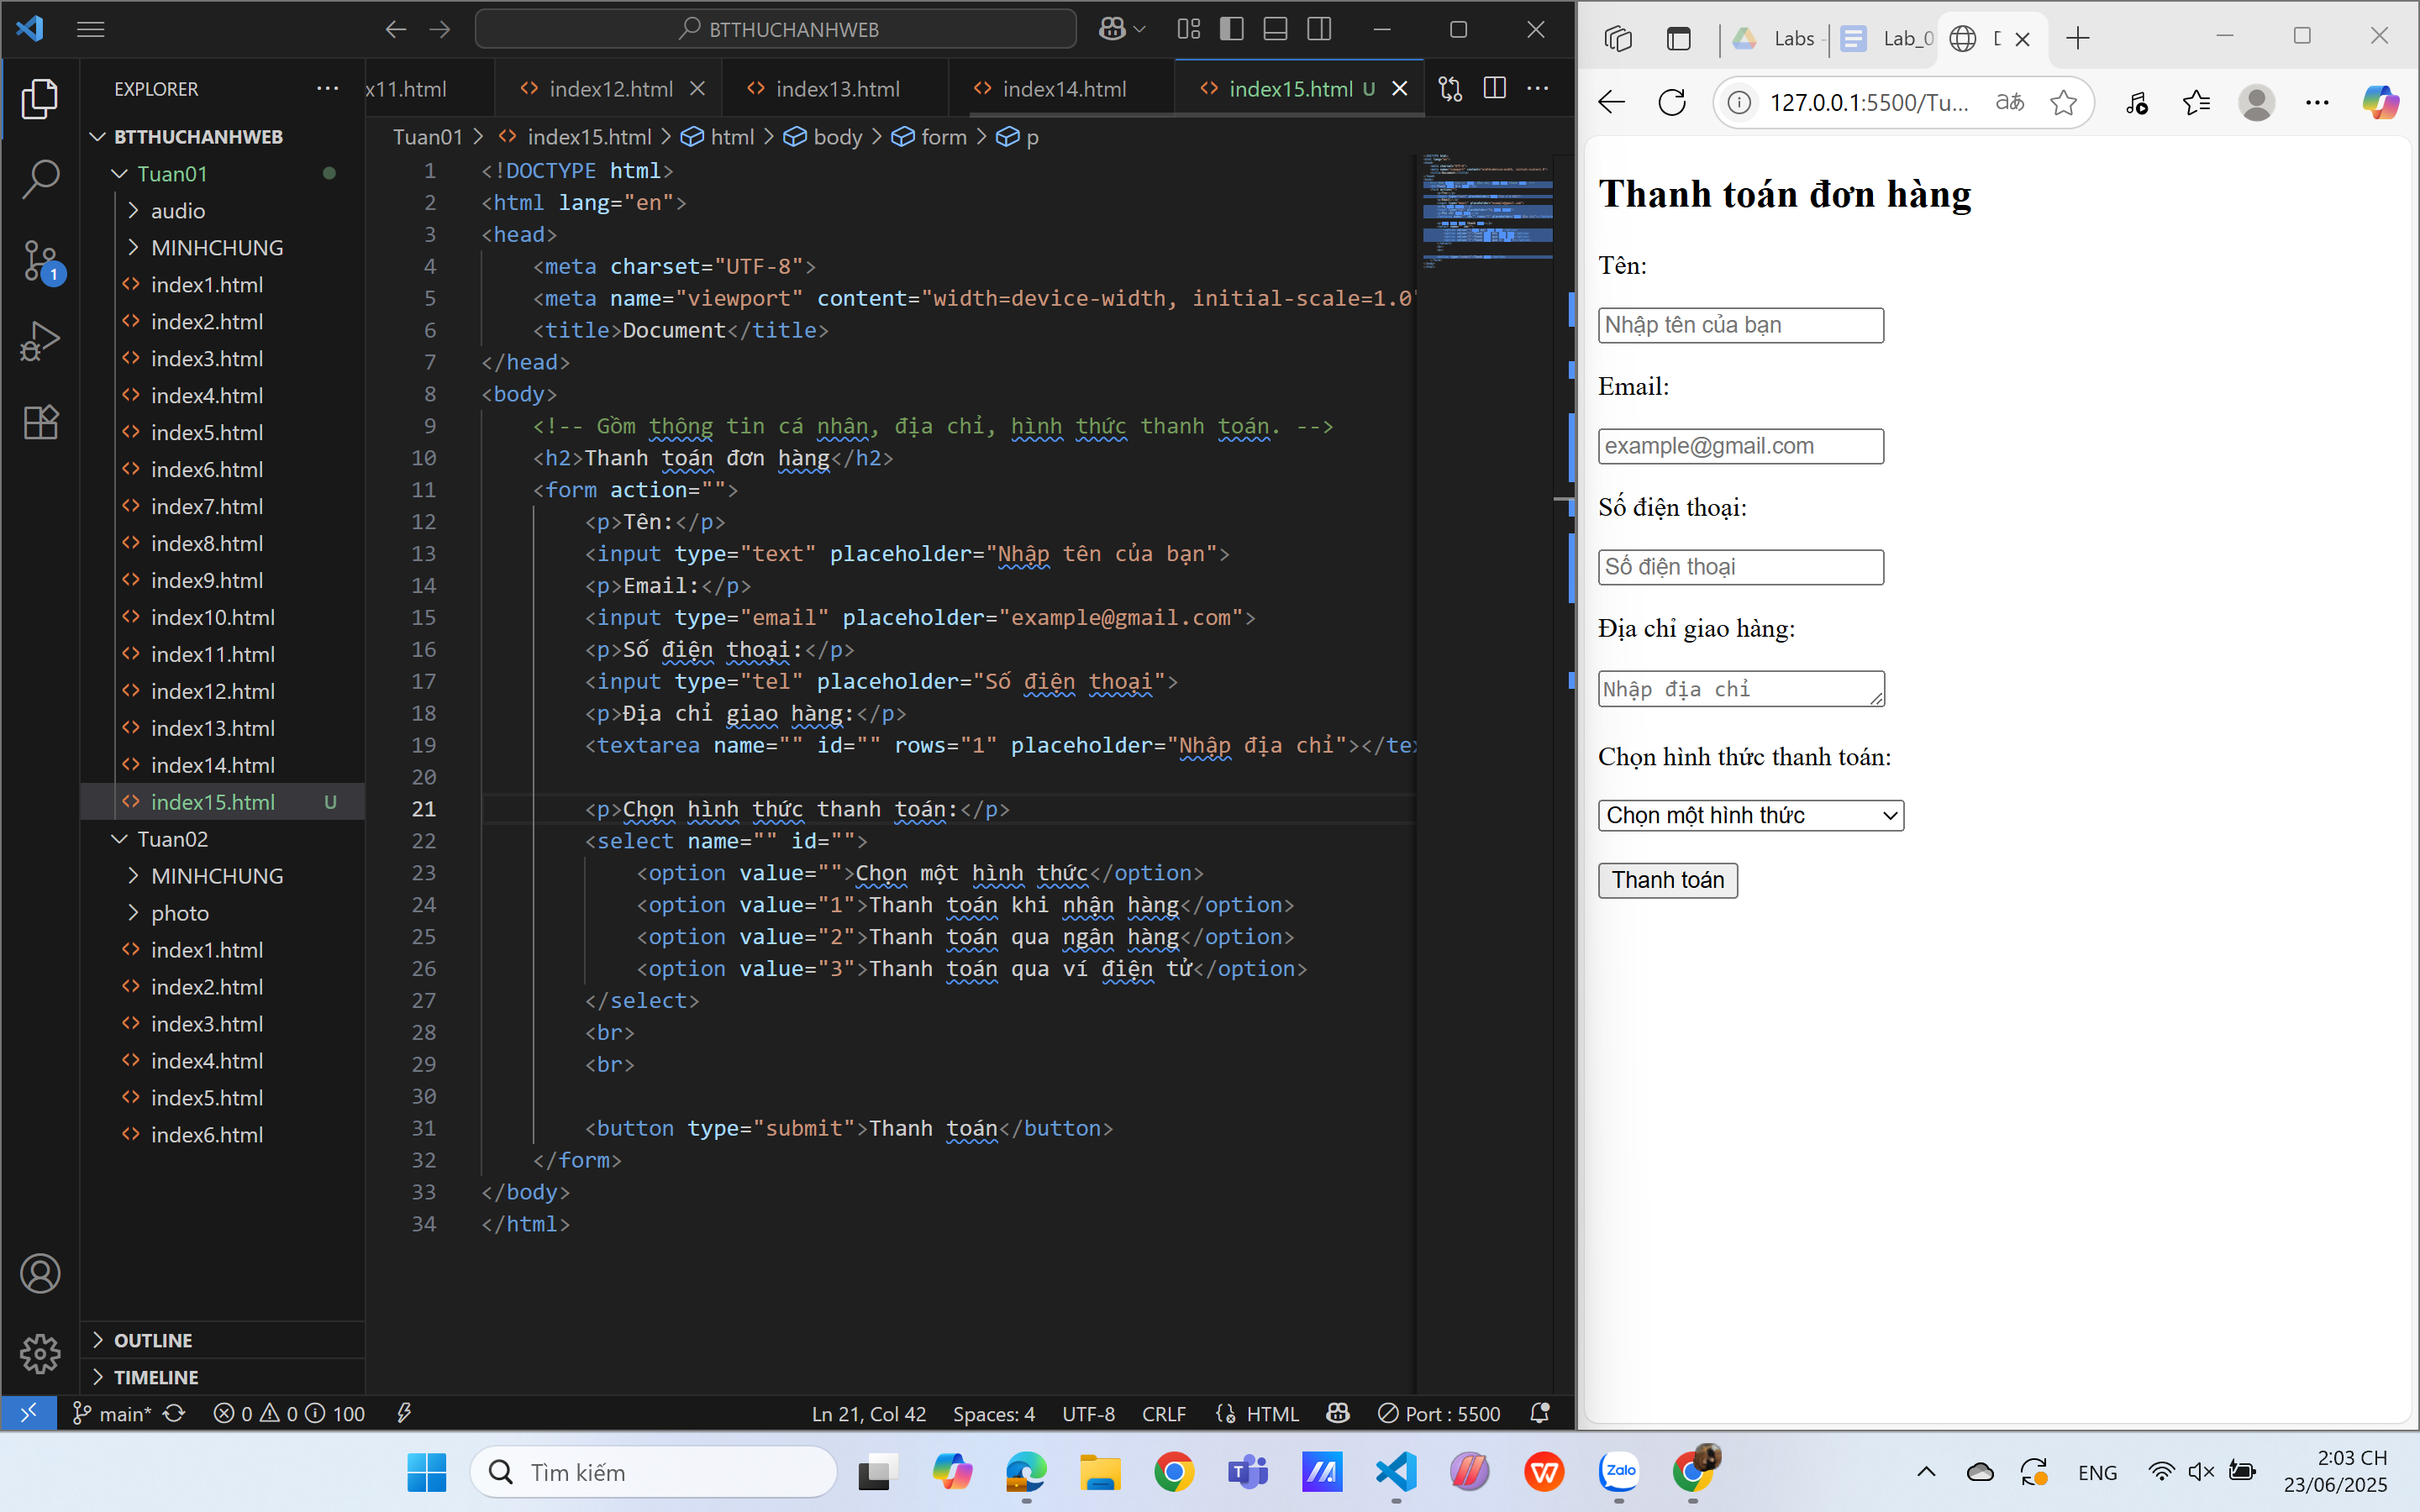 BTTHUCHANHWEB
EXPLORER
BTTHUCHANHWEB
Tuan01
audio
MINHCHUNG
index1.html
index2.html
index3.html
index4.html
index5.html
index6.html
index7.html
index8.html
index9.html
index10.html
index11.html
index12.html
index13.html
index14.html
index15.html U
Tuan02
MINHCHUNG
photo
index1.html
index2.html
index3.html
index4.html
index5.html
index6.html
OUTLINE
TIMELINE
x11.html index12.html index13.html index14.html index15.html U
Tuan01 > index15.html > html > body > form > p
1 <!DOCTYPE html>
2 <html lang="en">
3 <head>
4 <meta charset="UTF-8">
5 <meta name="viewport" content="width=device-width, initial-scale=1.0"
6 <title>Document</title>
7 </head>
8 <body>
9 <!-- Gồm thông tin cá nhân, địa chỉ, hình thức thanh toán. -->
10 <h2>Thanh toán đơn hàng</h2>
11 <form action="">
12 <p>Tên:</p>
13 <input type="text" placeholder="Nhập tên của bạn">
14 <p>Email:</p>
15 <input type="email" placeholder="example@gmail.com">
16 <p>Số điện thoại:</p>
17 <input type="tel" placeholder="Số điện thoại">
18 <p>Địa chỉ giao hàng:</p>
19 <textarea name="" id="" rows="1" placeholder="Nhập địa chỉ"></tex
20
21 <p>Chọn hình thức thanh toán:</p>
22 <select name="" id="">
23 <option value="">Chọn một hình thức</option>
24 <option value="1">Thanh toán khi nhận hàng</option>
25 <option value="2">Thanh toán qua ngân hàng</option>
26 <option value="3">Thanh toán qua ví điện tử</option>
27 </select>
28 <br>
29 <br>
30
31 <button type="submit">Thanh toán</button>
32 </form>
33 </body>
34 </html>
1
main* 0 0 100
Ln 21, Col 42 Spaces: 4 UTF-8 CRLF HTML Port : 5500
Labs - Lab_0 D
127.0.0.1:5500/Tu...
Thanh toán đơn hàng
Tên:
Nhập tên của bạn
Email:
example@gmail.com
Số điện thoại:
Số điện thoại
Địa chỉ giao hàng:
Nhập địa chỉ
Chọn hình thức thanh toán:
Chọn một hình thức
Thanh toán
Tìm kiếm
Zalo
ENG
2:03 CH
23/06/2025